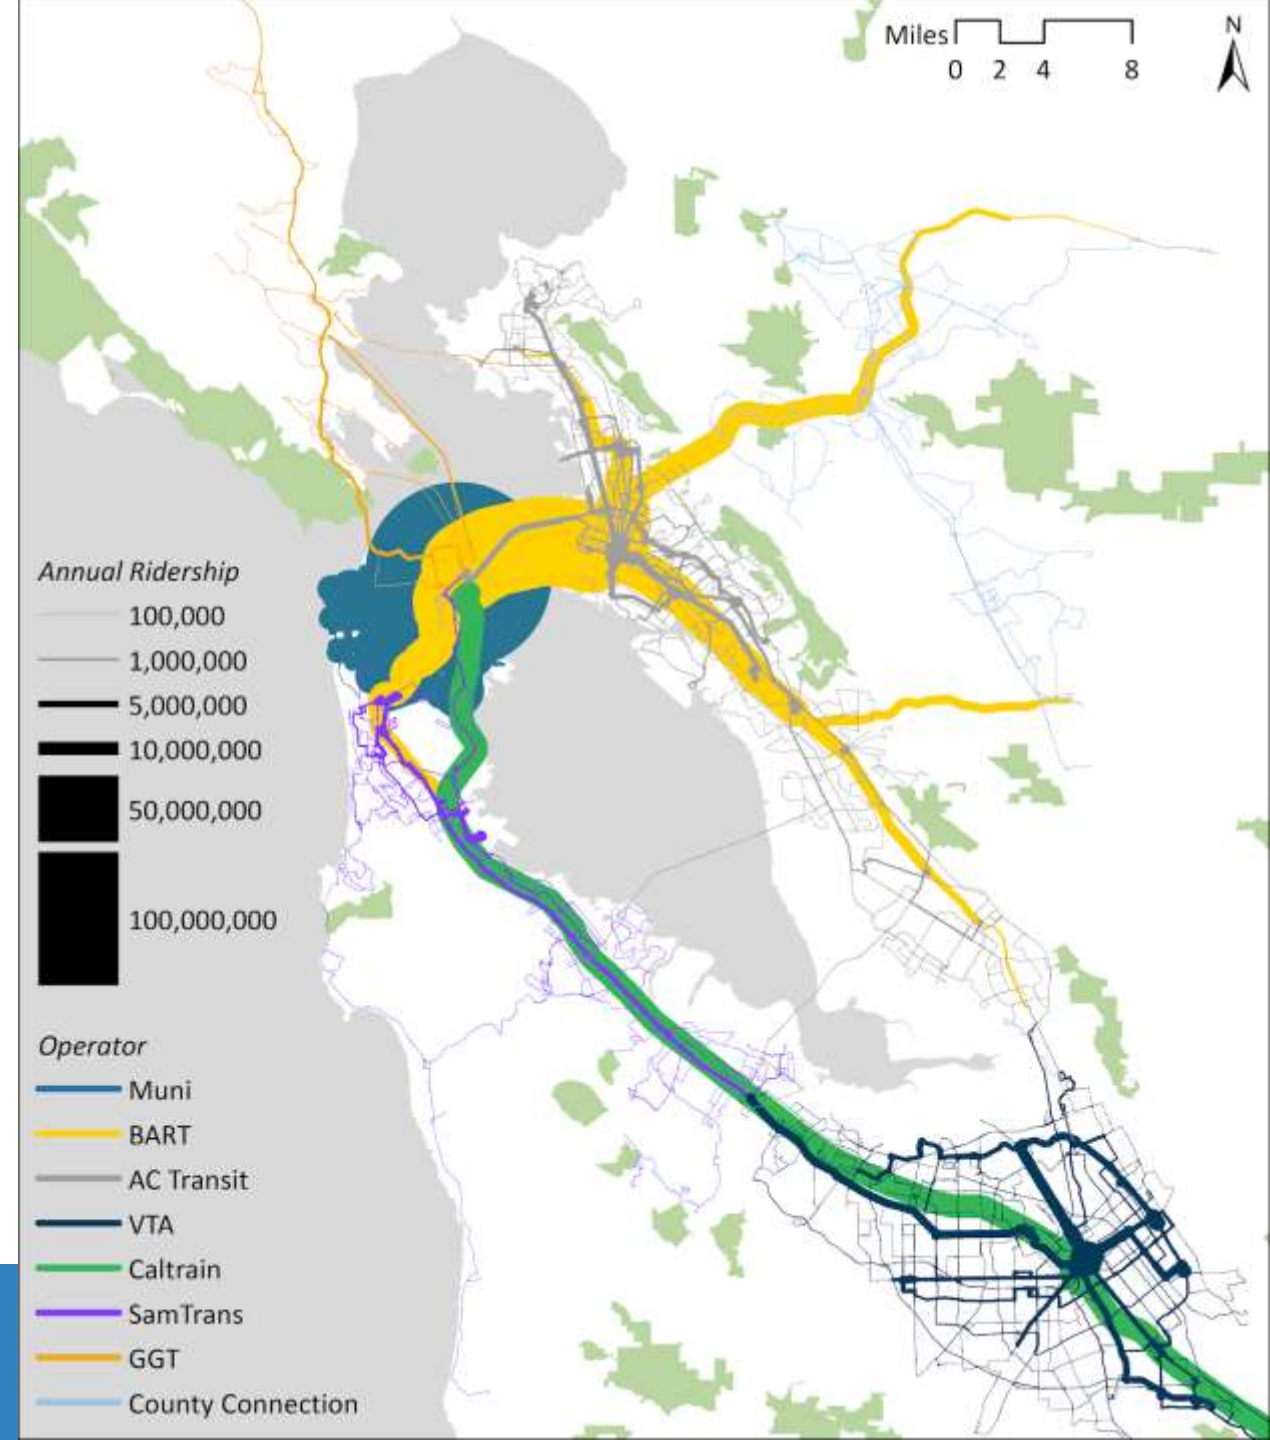 Miles
0 2 4 8
N
Annual Ridership
100,000
1,000,000
5,000,000
10,000,000
50,000,000
100,000,000
Operator
Muni
BART
AC Transit
VTA
Caltrain
SamTrans
GGT
County Connection